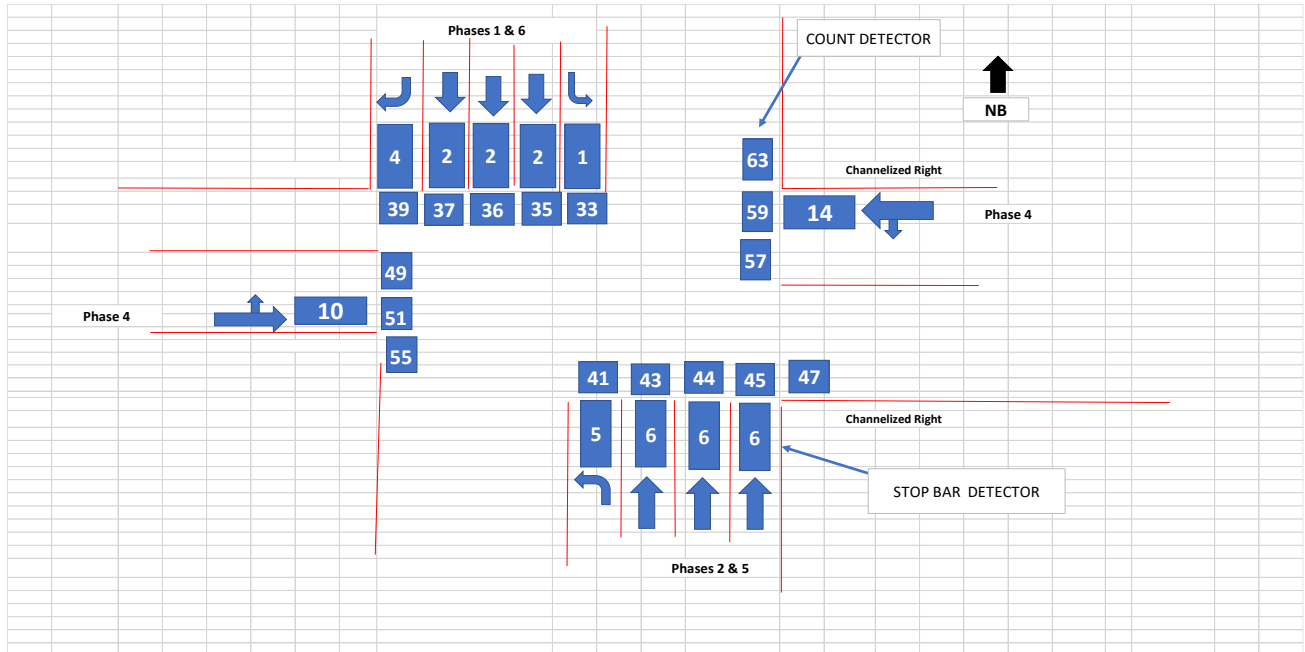 Phases 1 & 6
COUNT DETECTOR
NB
4 2 2 2 1
39 37 36 35 33
63
Channelized Right
59 14
Phase 4
57
49
Phase 4
10 51
55
41 43 44 45 47
5 6 6 6
Channelized Right
STOP BAR DETECTOR
Phases 2 & 5